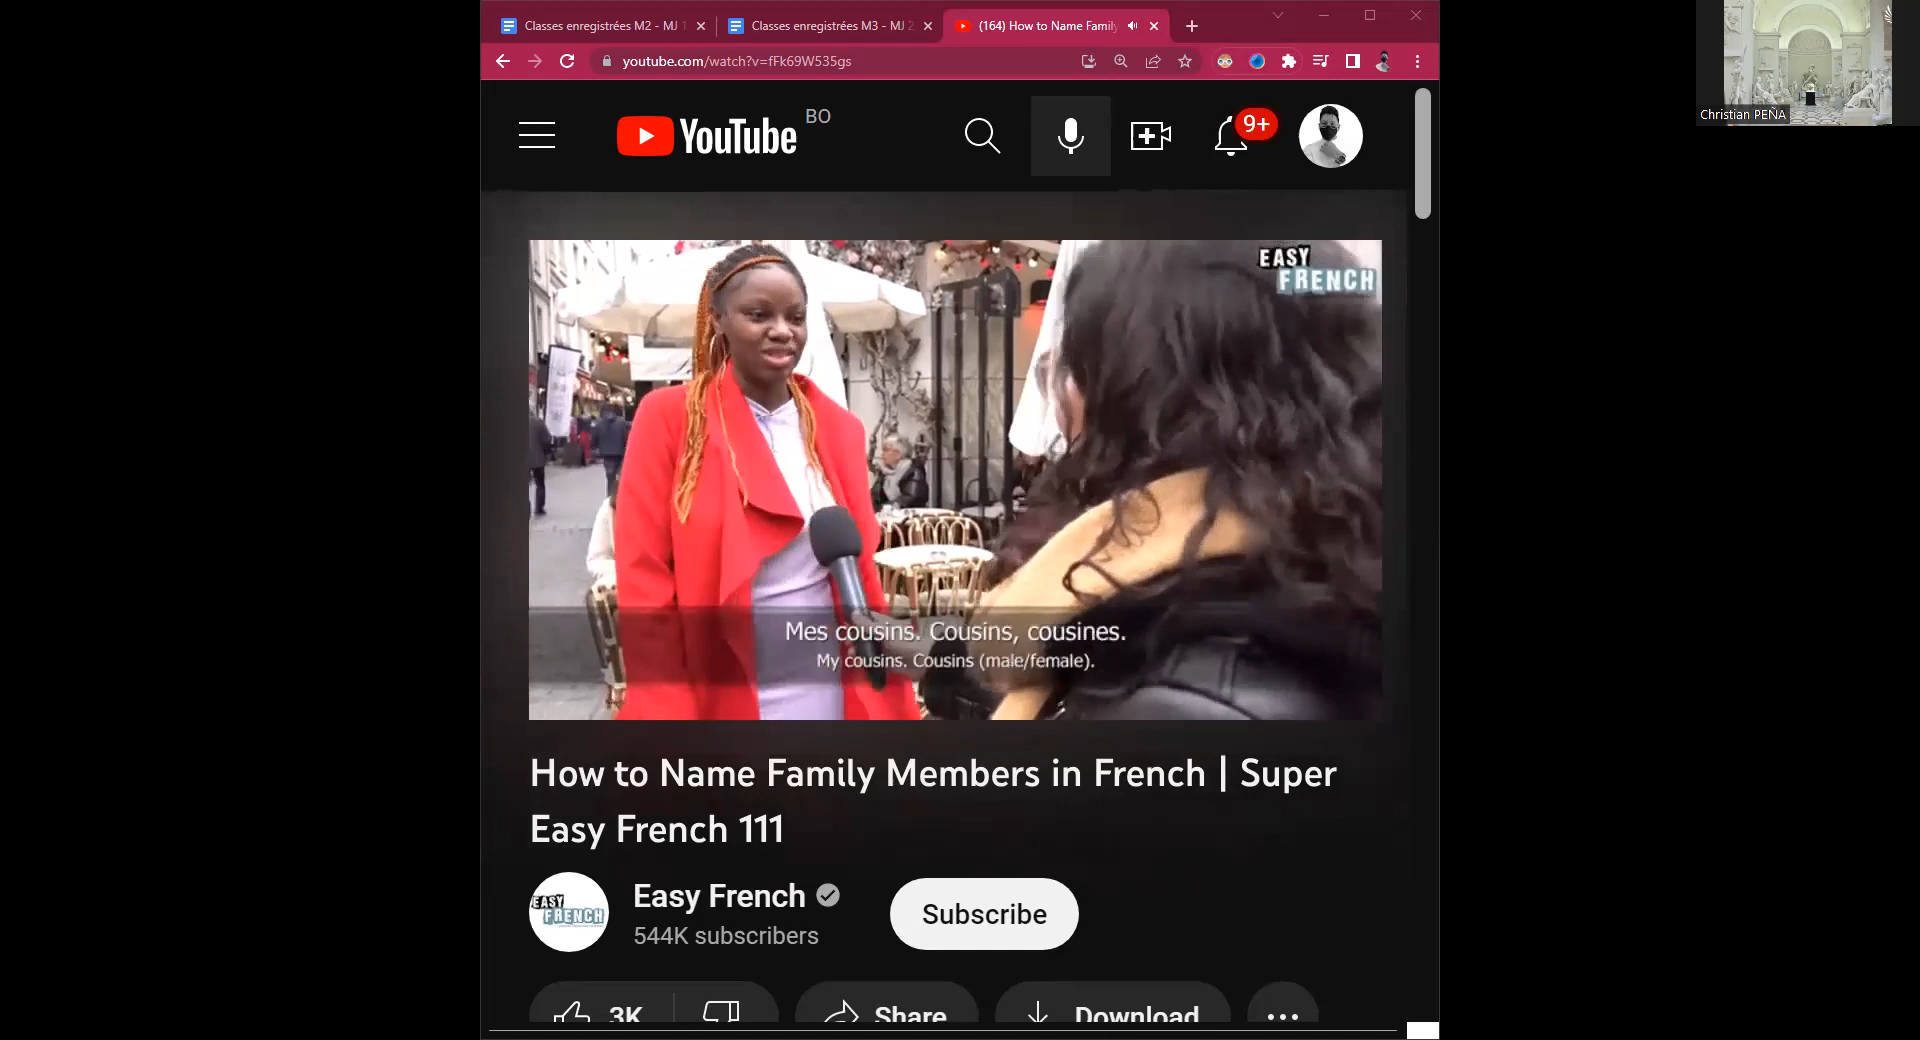 Classes enregistrées M2 - MJ 1
Classes enregistrées M3 - MJ 2
(164) How to Name Family
youtube.com/watch?v=fFk69W535gs
YouTube BO
9+
Christian PEÑA
EASY
FRENCH
Mes cousins. Cousins, cousines.
My cousins. Cousins (male/female).
How to Name Family Members in French | Super
Easy French 111
EASY
FRENCH
Easy French
544K subscribers
Subscribe
3K
Share
Download